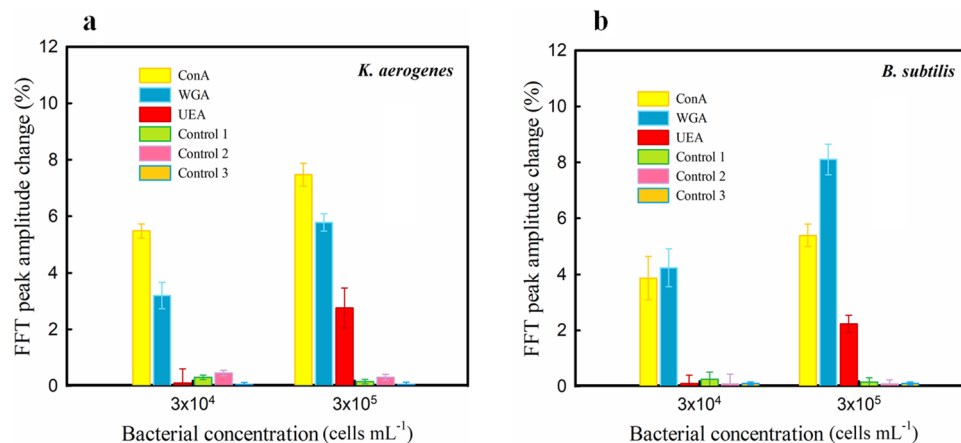 a
FFT peak amplitude change (%)
12
10
8
6
4
2
0
K. aerogenes
ConA
WGA
UEA
Control 1
Control 2
Control 3
3x10⁴
3x10⁵
Bacterial concentration (cells mL⁻¹)
b
FFT peak amplitude change (%)
12
10
8
6
4
2
0
B. subtilis
ConA
WGA
UEA
Control 1
Control 2
Control 3
3x10⁴
3x10⁵
Bacterial concentration (cells mL⁻¹)